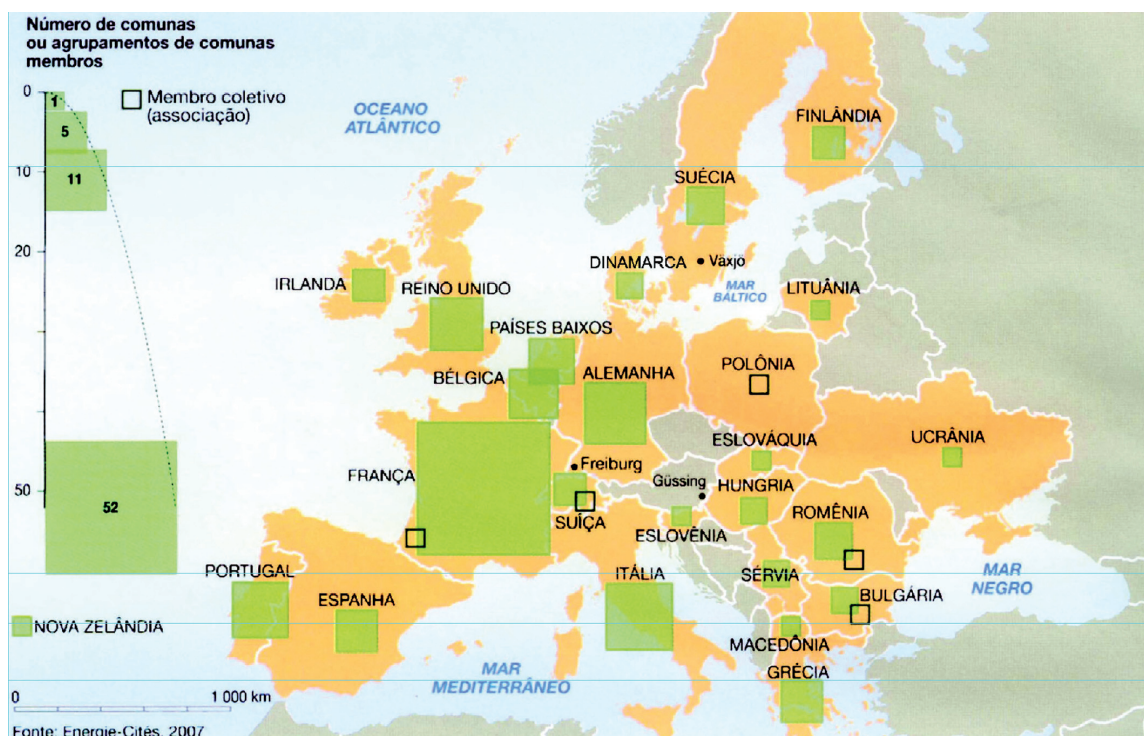 Número de comunas
ou agrupamentos de comunas
membros
0
1
5
10
11
20
50
52
Membro coletivo
(associação)
OCEANO
ATLÂNTICO
FINLÂNDIA
SUÉCIA
DINAMARCA
Växjö
MAR
BÁLTICO
LITUÂNIA
IRLANDA
REINO UNIDO
PAÍSES BAIXOS
BÉLGICA
ALEMANHA
POLÔNIA
ESLOVÁQUIA
UCRÂNIA
FRANÇA
Freiburg
Güssing
HUNGRIA
SUÍÇA
ESLOVÊNIA
ROMÊNIA
PORTUGAL
ESPANHA
ITÁLIA
SÉRVIA
BULGÁRIA
MAR
NEGRO
NOVA ZELÂNDIA
MACEDÔNIA
GRÉCIA
MAR
MEDITERRÂNEO
0 1 000 km
Fonte: Energie-Cités, 2007